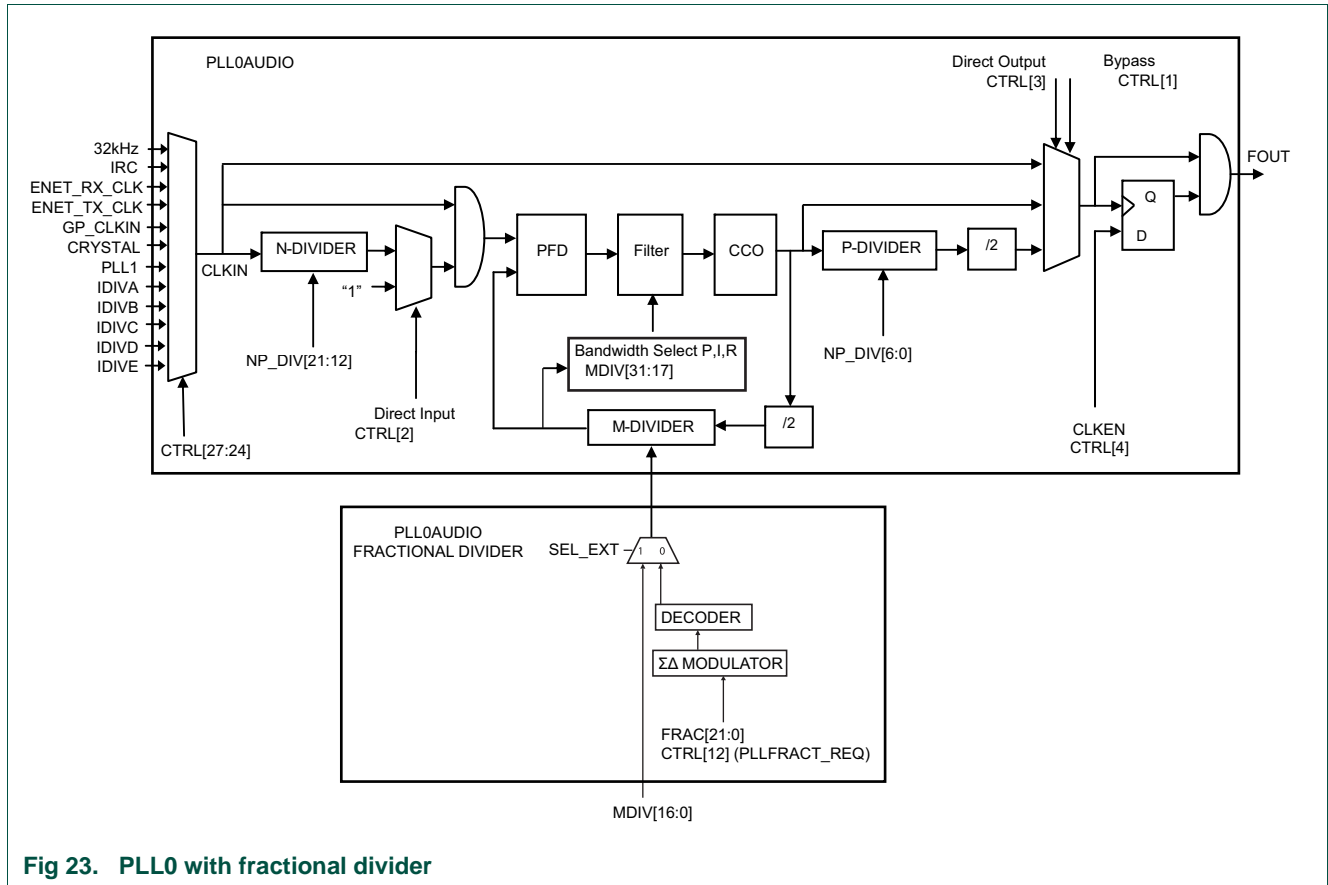 PLL0AUDIO
Direct Output
CTRL[3]
Bypass
CTRL[1]
32kHz
IRC
ENET_RX_CLK
ENET_TX_CLK
GP_CLKIN
CRYSTAL
PLL1
IDIVA
IDIVB
IDIVC
IDIVD
IDIVE
CTRL[27:24]
CLKIN
N-DIVIDER
NP_DIV[21:12]
"1"
Direct Input
CTRL[2]
PFD
Filter
CCO
Bandwidth Select P,I,R
MDIV[31:17]
M-DIVIDER
/2
P-DIVIDER
NP_DIV[6:0]
/2
Q
D
CLKEN
CTRL[4]
FOUT
PLL0AUDIO
FRACTIONAL DIVIDER
SEL_EXT
1 0
DECODER
ΣΔ MODULATOR
FRAC[21:0]
CTRL[12] (PLLFRACT_REQ)
MDIV[16:0]
Fig 23. PLL0 with fractional divider